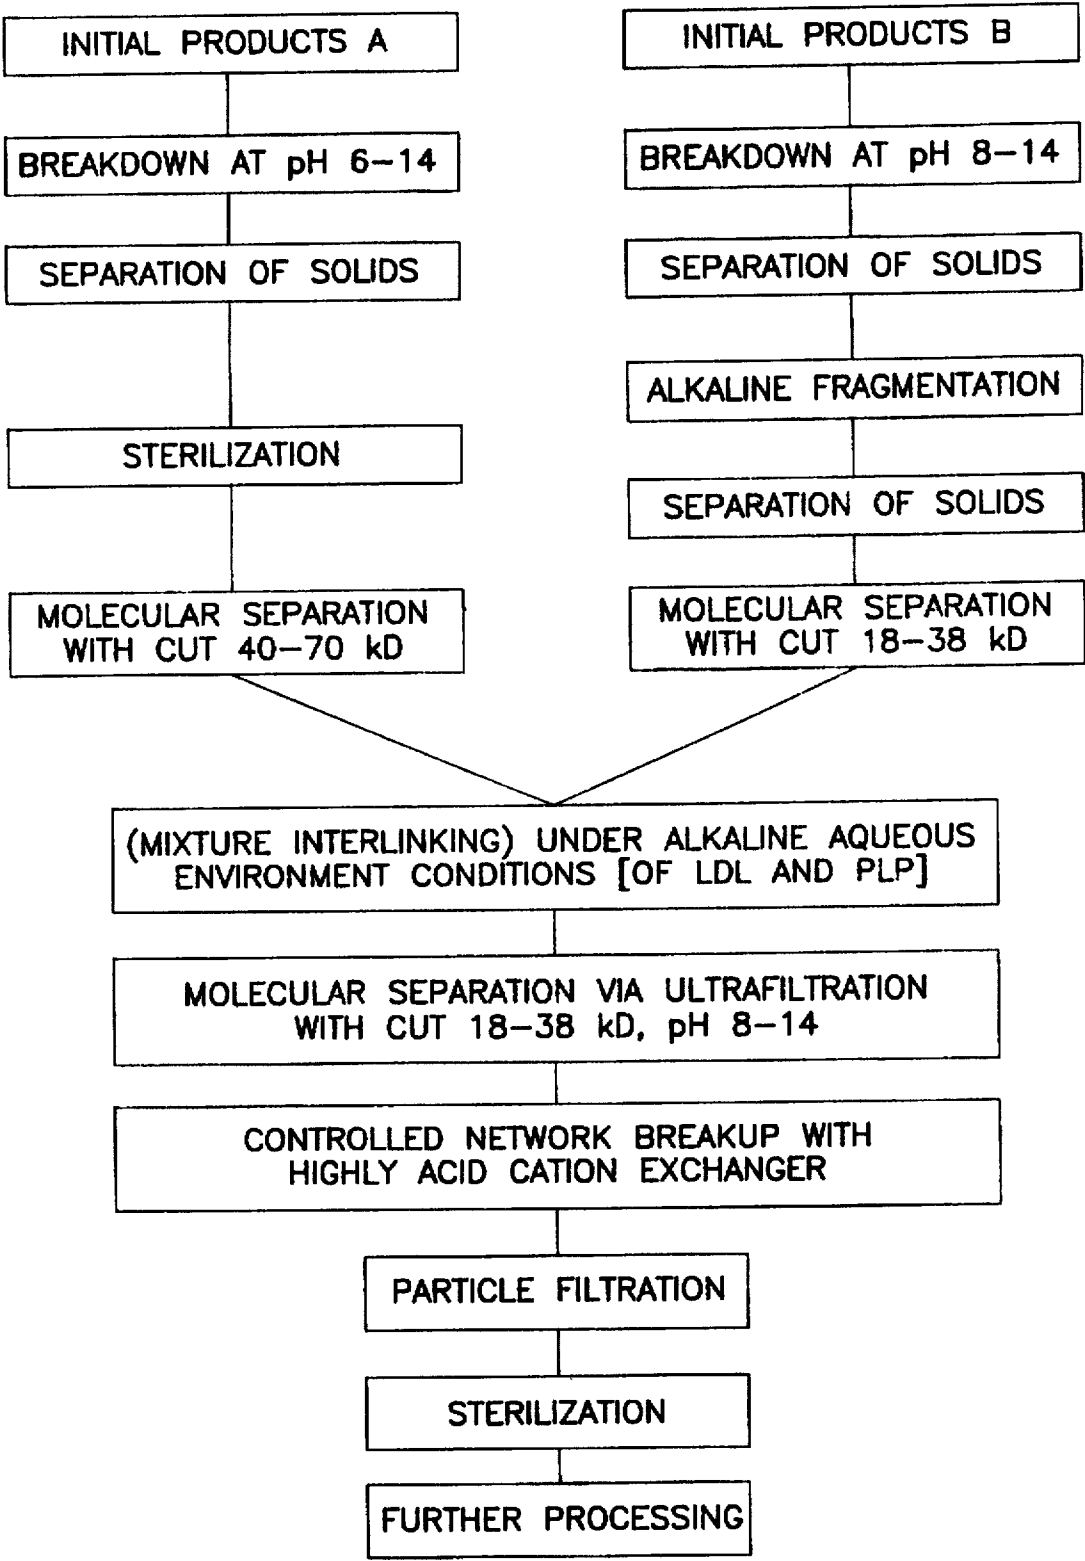 INITIAL PRODUCTS A
BREAKDOWN AT pH 6-14
SEPARATION OF SOLIDS
STERILIZATION
MOLECULAR SEPARATION
WITH CUT 40-70 kD
INITIAL PRODUCTS B
BREAKDOWN AT pH 8-14
SEPARATION OF SOLIDS
ALKALINE FRAGMENTATION
SEPARATION OF SOLIDS
MOLECULAR SEPARATION
WITH CUT 18-38 kD
(MIXTURE INTERLINKING) UNDER ALKALINE AQUEOUS
ENVIRONMENT CONDITIONS [OF LDL AND PLP]
MOLECULAR SEPARATION VIA ULTRAFILTRATION
WITH CUT 18-38 kD, pH 8-14
CONTROLLED NETWORK BREAKUP WITH
HIGHLY ACID CATION EXCHANGER
PARTICLE FILTRATION
STERILIZATION
FURTHER PROCESSING